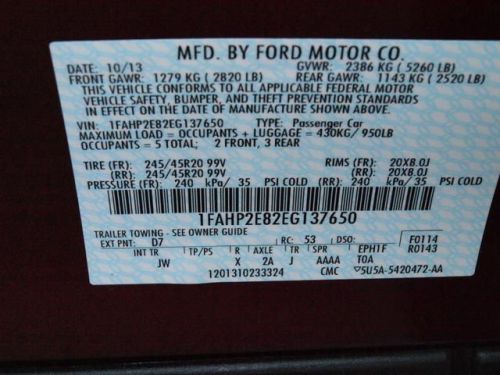 MFD. BY FORD MOTOR CO.
DATE: 10/13 GVWR: 2386 KG ( 5260 LB)
FRONT GAWR: 1279 KG ( 2820 LB) REAR GAWR: 1143 KG ( 2520 LB)
THIS VEHICLE CONFORMS TO ALL APPLICABLE FEDERAL MOTOR
VEHICLE SAFETY, BUMPER, AND THEFT PREVENTION STANDARDS
IN EFFECT ON THE DATE OF MANUFACTURE SHOWN ABOVE.
VIN: 1FAHP2E82EG137650 TYPE: Passenger Car
MAXIMUM LOAD = OCCUPANTS + LUGGAGE = 430KG/ 950LB
OCCUPANTS = 5 TOTAL; 2 FRONT, 3 REAR
TIRE (FR): 245/45R20 99V RIMS (FR): 20X8.0J
(RR): 245/45R20 99V (RR): 20X8.0J
PRESSURE (FR): 240 kPa/ 35 PSI COLD (RR): 240 kPa/ 35 PSI COLD
1FAHP2E82EG137650
TRAILER TOWING - SEE OWNER GUIDE
EXT PNT: D7 RC: 53 DSO: F0114
INT TR TP/PS R AXLE TR SPR EPH1F R0143
JW X 2A J AAAA TOA
1201310233324 CMC 5U5A-5420472-AA